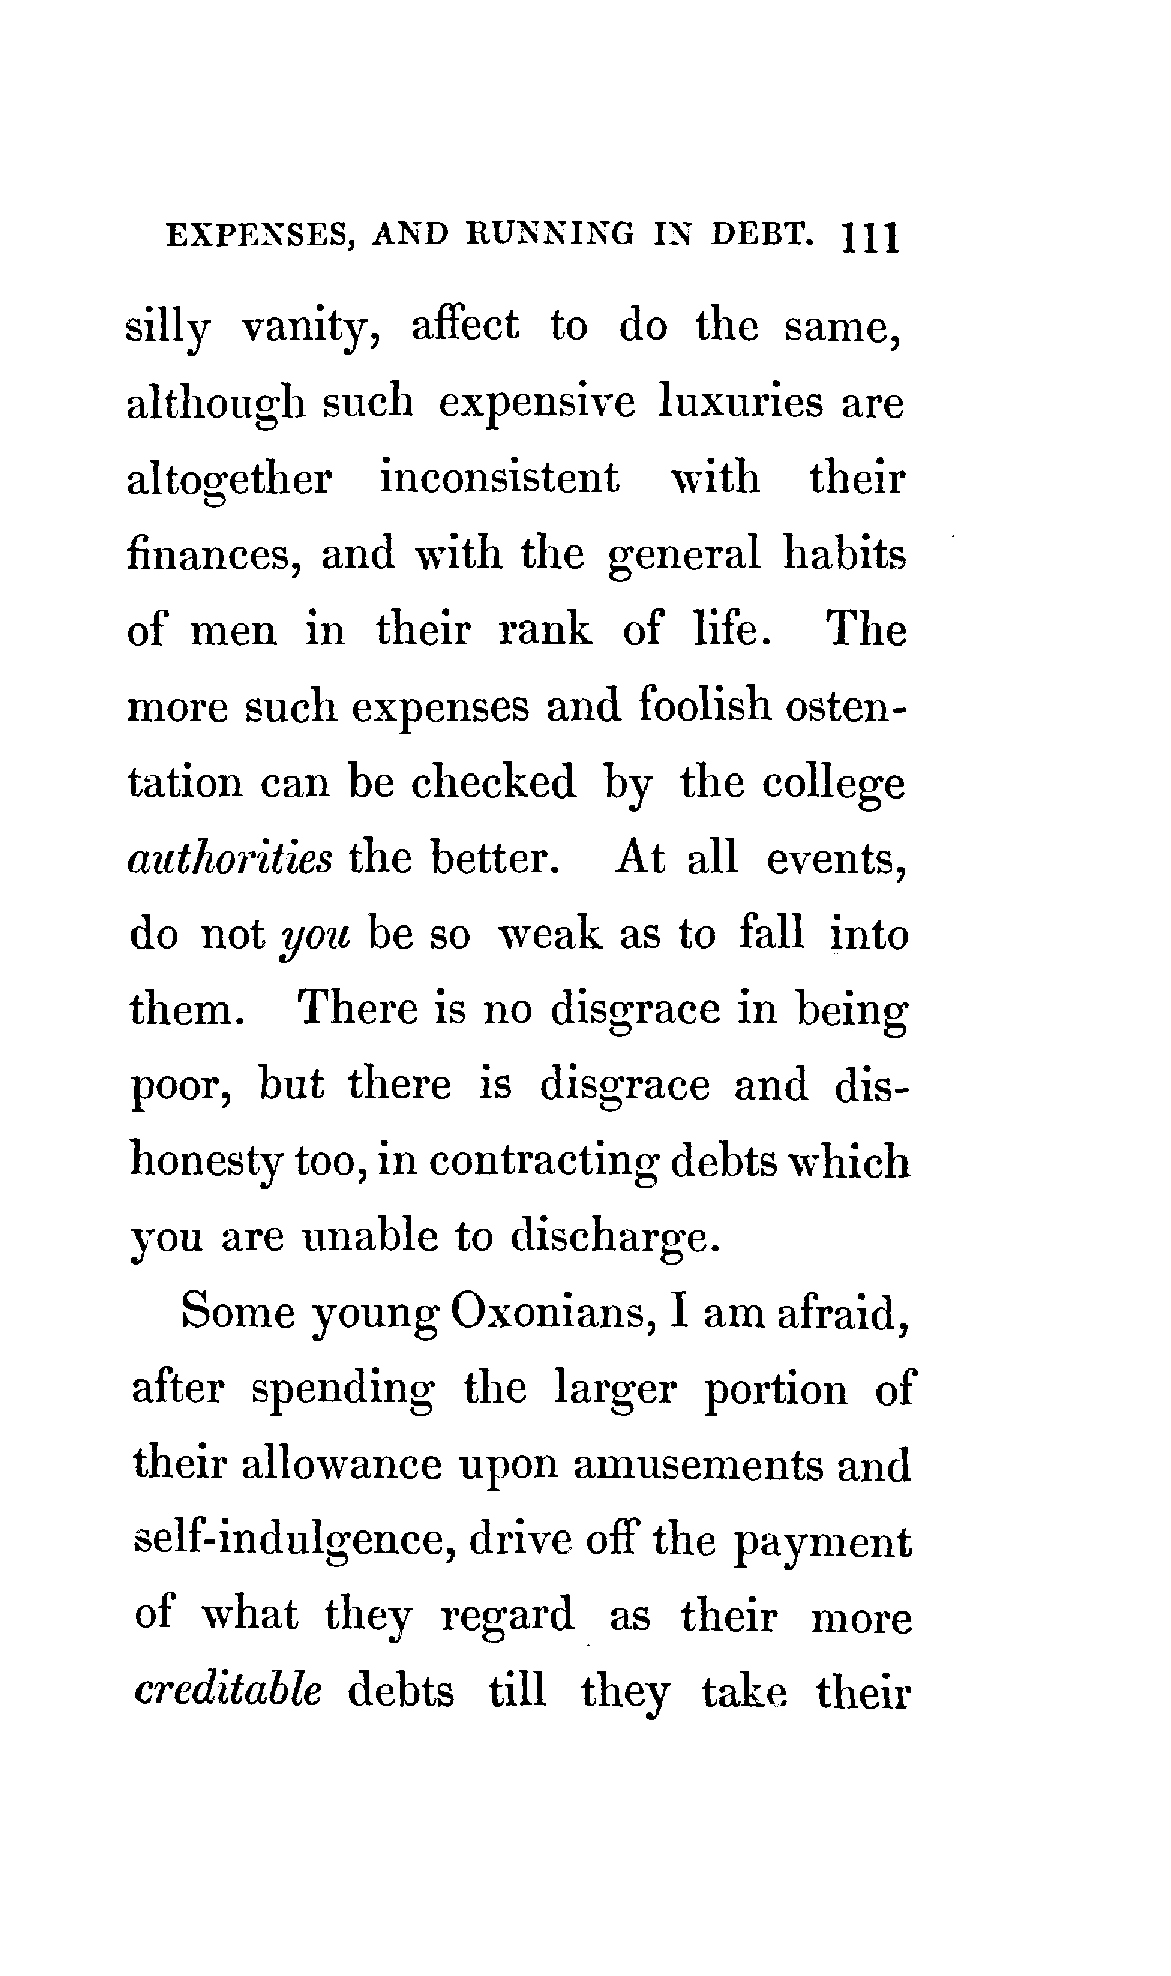 EXPENSES, AND RUNNING IN DEBT. 111
silly vanity, affect to do the same,
although such expensive luxuries are
altogether inconsistent with their
finances, and with the general habits
of men in their rank of life. The
more such expenses and foolish osten-
tation can be checked by the college
authorities the better. At all events,
do not you be so weak as to fall into
them. There is no disgrace in being
poor, but there is disgrace and dis-
honesty too, in contracting debts which
you are unable to discharge.
Some young Oxonians, I am afraid,
after spending the larger portion of
their allowance upon amusements and
self-indulgence, drive off the payment
of what they regard as their more
creditable debts till they take their